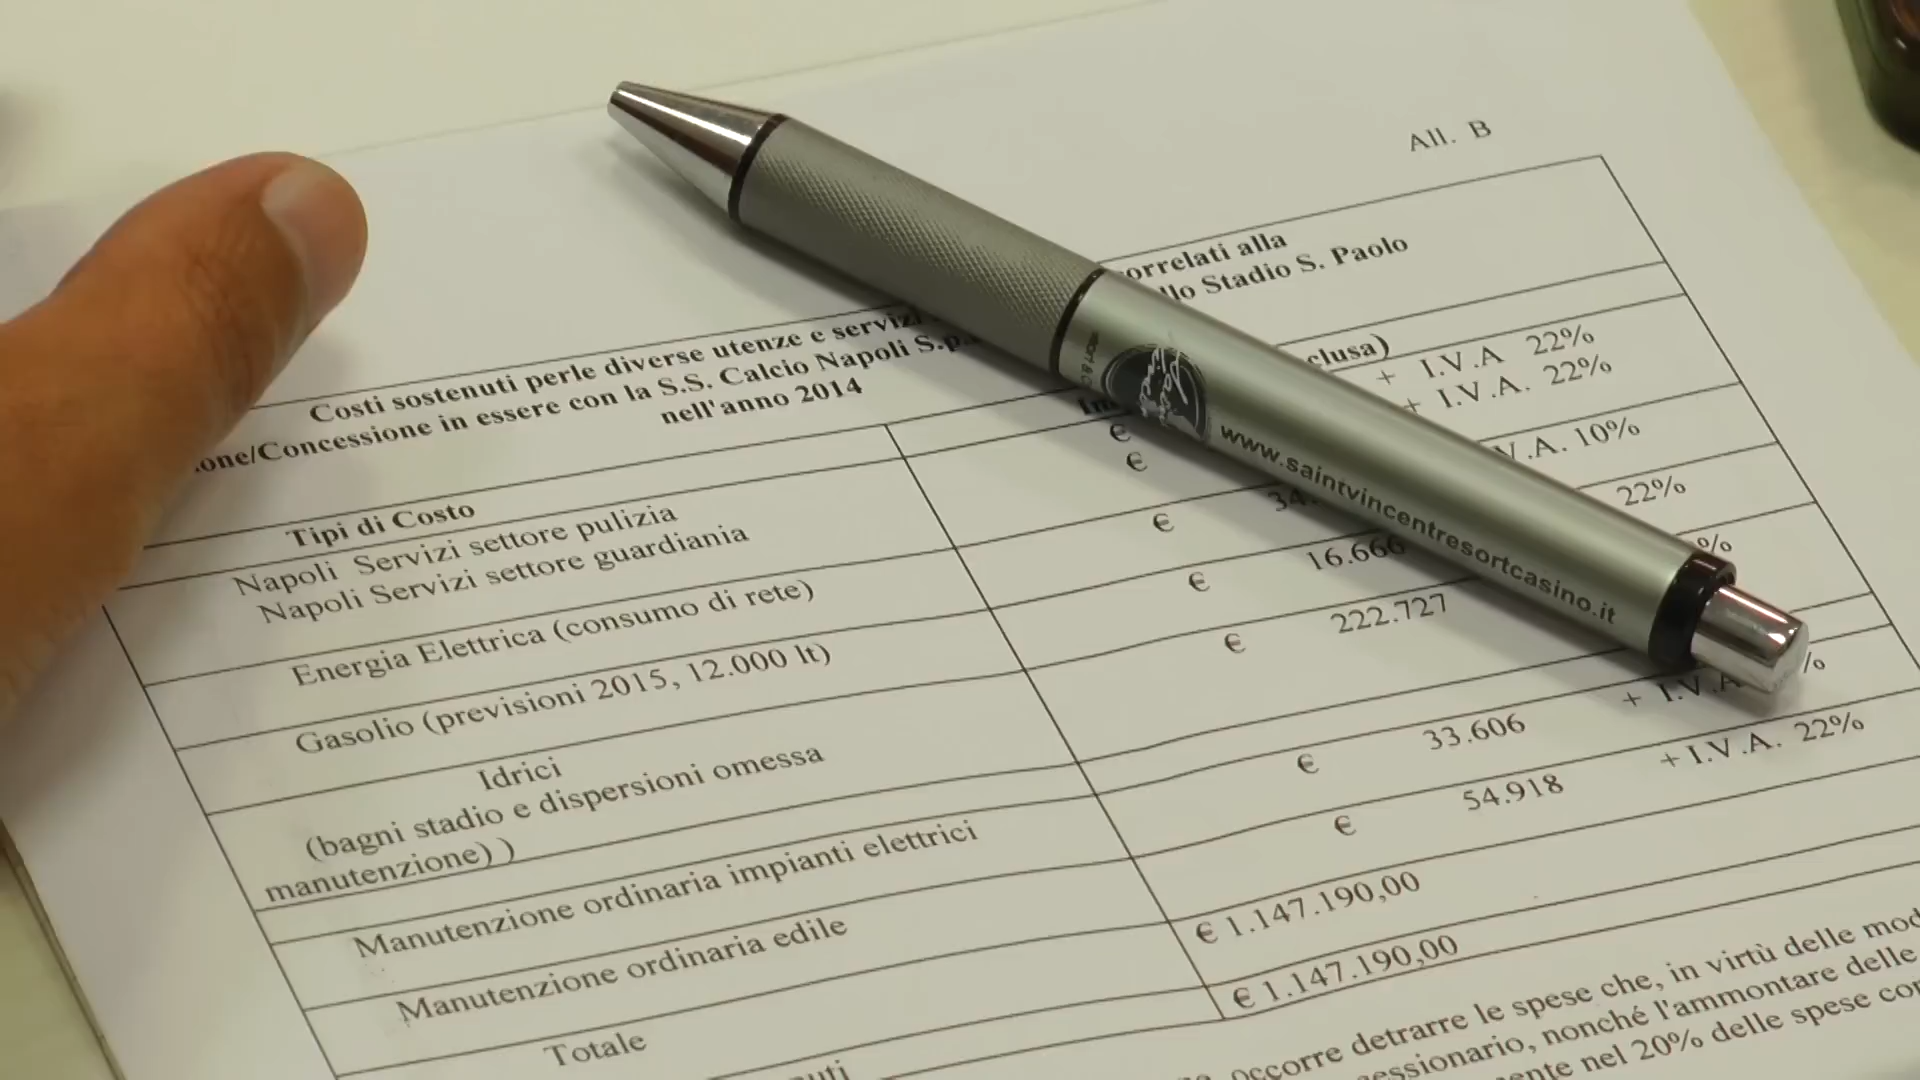 All. B
Costi sostenuti perle diverse utenze e servizi orrelati alla
one/Concessione in essere con la S.S. Calcio Napoli S.p. llo Stadio S. Paolo
nell'anno 2014
Tipi di Costo clusa)
Napoli Servizi settore pulizia € + I.V.A 22%
Napoli Servizi settore guardiania € + I.V.A. 22%
Energia Elettrica (consumo di rete) € 34. V.A. 10%
Gasolio (previsioni 2015, 12.000 lt) € 16.666 22%
Idrici € 222.727 %
(bagni stadio e dispersioni omessa
manutenzione) )
Manutenzione ordinaria impianti elettrici € 33.606 + I.V.A %
Manutenzione ordinaria edile € 54.918 + I.V.A. 22%
Totale € 1.147.190,00
uti € 1.147.190,00
occorre detrarre le spese che, in virtù delle mod
essionario, nonché l'ammontare delle
ente nel 20% delle spese cor
www.saintvincentresortcasino.it